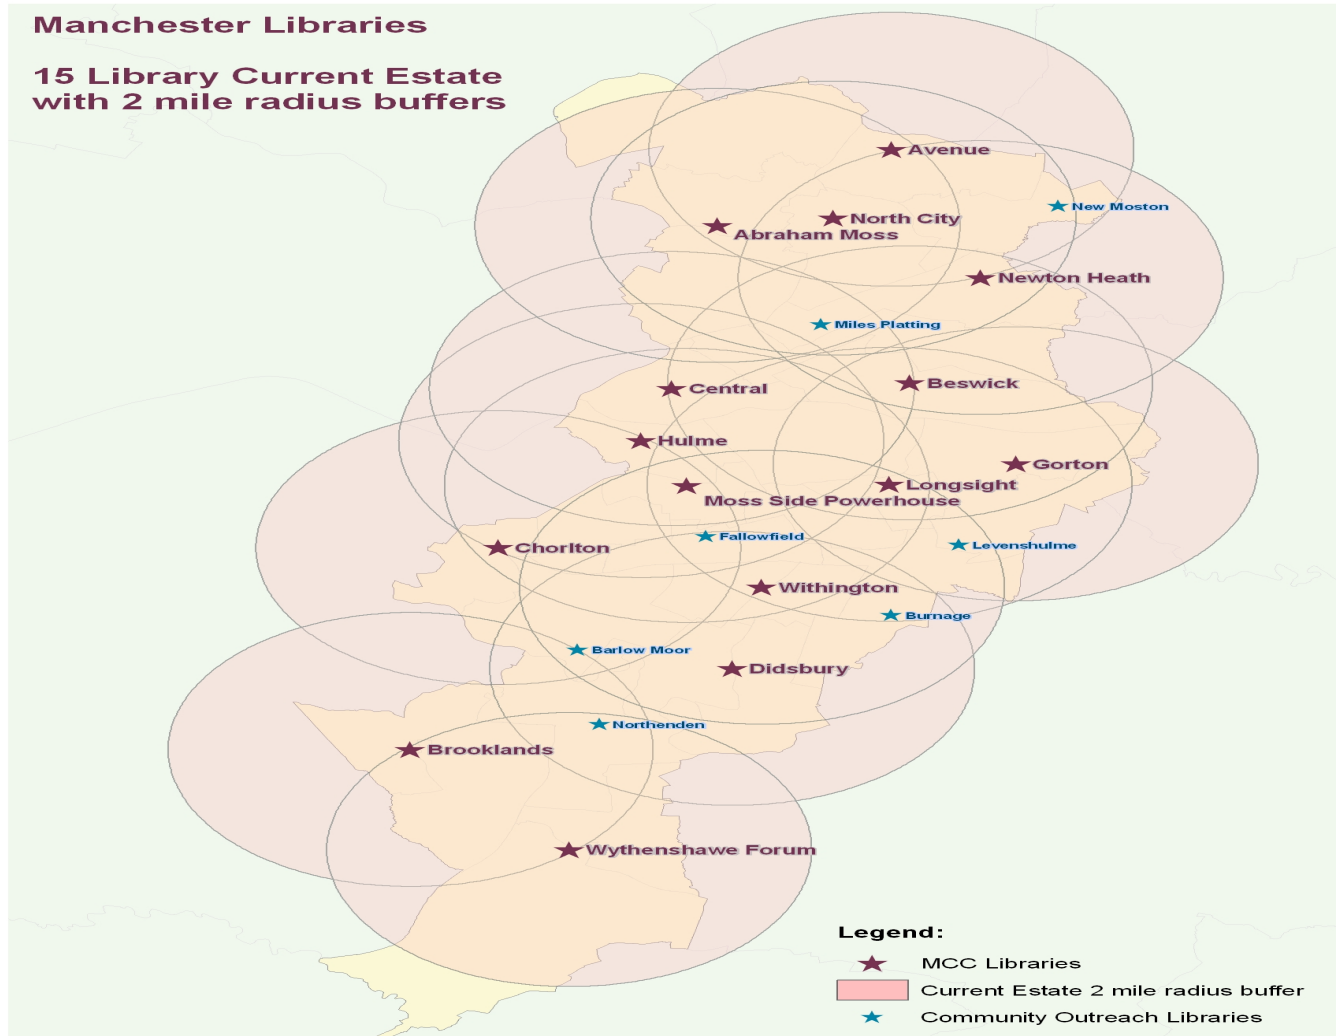 Manchester Libraries
15 Library Current Estate
with 2 mile radius buffers
Avenue
New Moston
North City
Abraham Moss
Newton Heath
Miles Platting
Central
Beswick
Hulme
Gorton
Longsight
Moss Side Powerhouse
Fallowfield
Levenshulme
Chorlton
Withington
Burnage
Barlow Moor
Didsbury
Northenden
Brooklands
Wythenshawe Forum
Legend:
MCC Libraries
Current Estate 2 mile radius buffer
Community Outreach Libraries